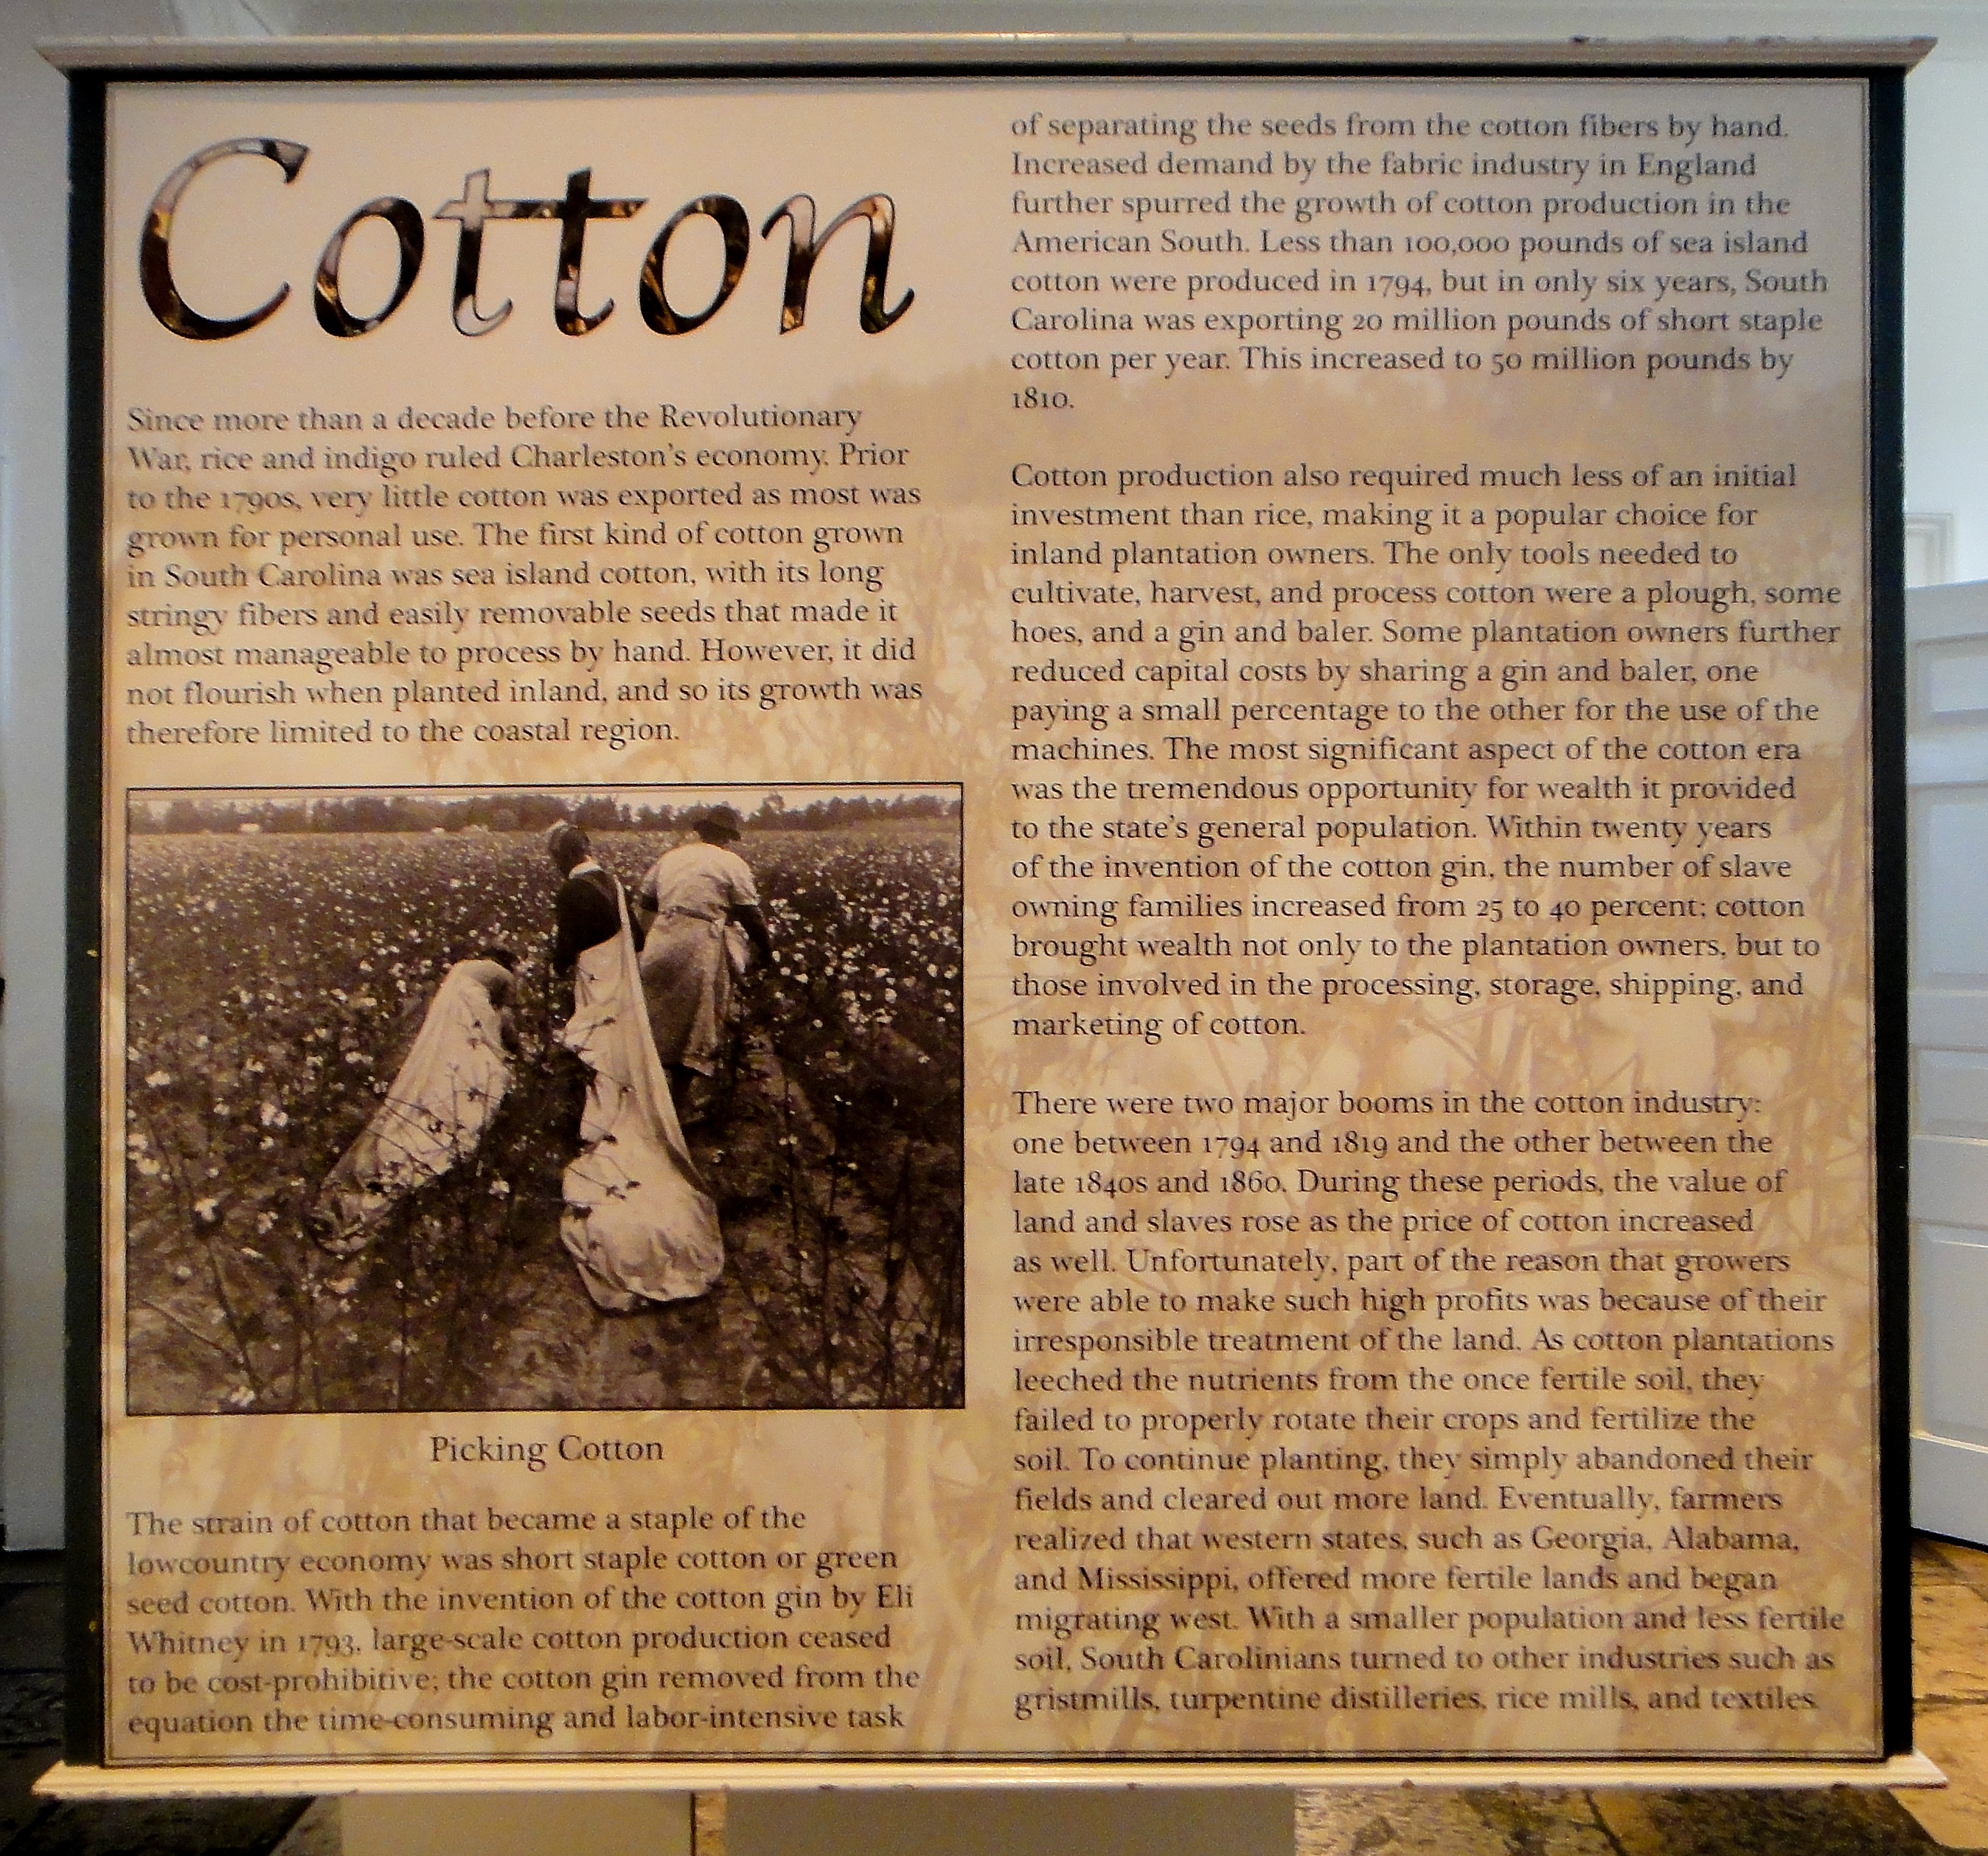 Cotton
Since more than a decade before the Revolutionary
War, rice and indigo ruled Charleston's economy. Prior
to the 1790s, very little cotton was exported as most was
grown for personal use. The first kind of cotton grown
in South Carolina was sea island cotton, with its long
stringy fibers and easily removable seeds that made it
almost manageable to process by hand. However, it did
not flourish when planted inland, and so its growth was
therefore limited to the coastal region.
Picking Cotton
The strain of cotton that became a staple of the
lowcountry economy was short staple cotton or green
seed cotton. With the invention of the cotton gin by Eli
Whitney in 1793, large-scale cotton production ceased
to be cost-prohibitive; the cotton gin removed from the
equation the time-consuming and labor-intensive task
of separating the seeds from the cotton fibers by hand.
Increased demand by the fabric industry in England
further spurred the growth of cotton production in the
American South. Less than 100,000 pounds of sea island
cotton were produced in 1794, but in only six years, South
Carolina was exporting 20 million pounds of short staple
cotton per year. This increased to 50 million pounds by
1810.
Cotton production also required much less of an initial
investment than rice, making it a popular choice for
inland plantation owners. The only tools needed to
cultivate, harvest, and process cotton were a plough, some
hoes, and a gin and baler. Some plantation owners further
reduced capital costs by sharing a gin and baler, one
paying a small percentage to the other for the use of the
machines. The most significant aspect of the cotton era
was the tremendous opportunity for wealth it provided
to the state's general population. Within twenty years
of the invention of the cotton gin, the number of slave
owning families increased from 25 to 40 percent; cotton
brought wealth not only to the plantation owners, but to
those involved in the processing, storage, shipping, and
marketing of cotton.
There were two major booms in the cotton industry:
one between 1794 and 1819 and the other between the
late 1840s and 1860. During these periods, the value of
land and slaves rose as the price of cotton increased
as well. Unfortunately, part of the reason that growers
were able to make such high profits was because of their
irresponsible treatment of the land. As cotton plantations
leeched the nutrients from the once fertile soil, they
failed to properly rotate their crops and fertilize the
soil. To continue planting, they simply abandoned their
fields and cleared out more land. Eventually, farmers
realized that western states, such as Georgia, Alabama,
and Mississippi, offered more fertile lands and began
migrating west. With a smaller population and less fertile
soil, South Carolinians turned to other industries such as
gristmills, turpentine distilleries, rice mills, and textiles.